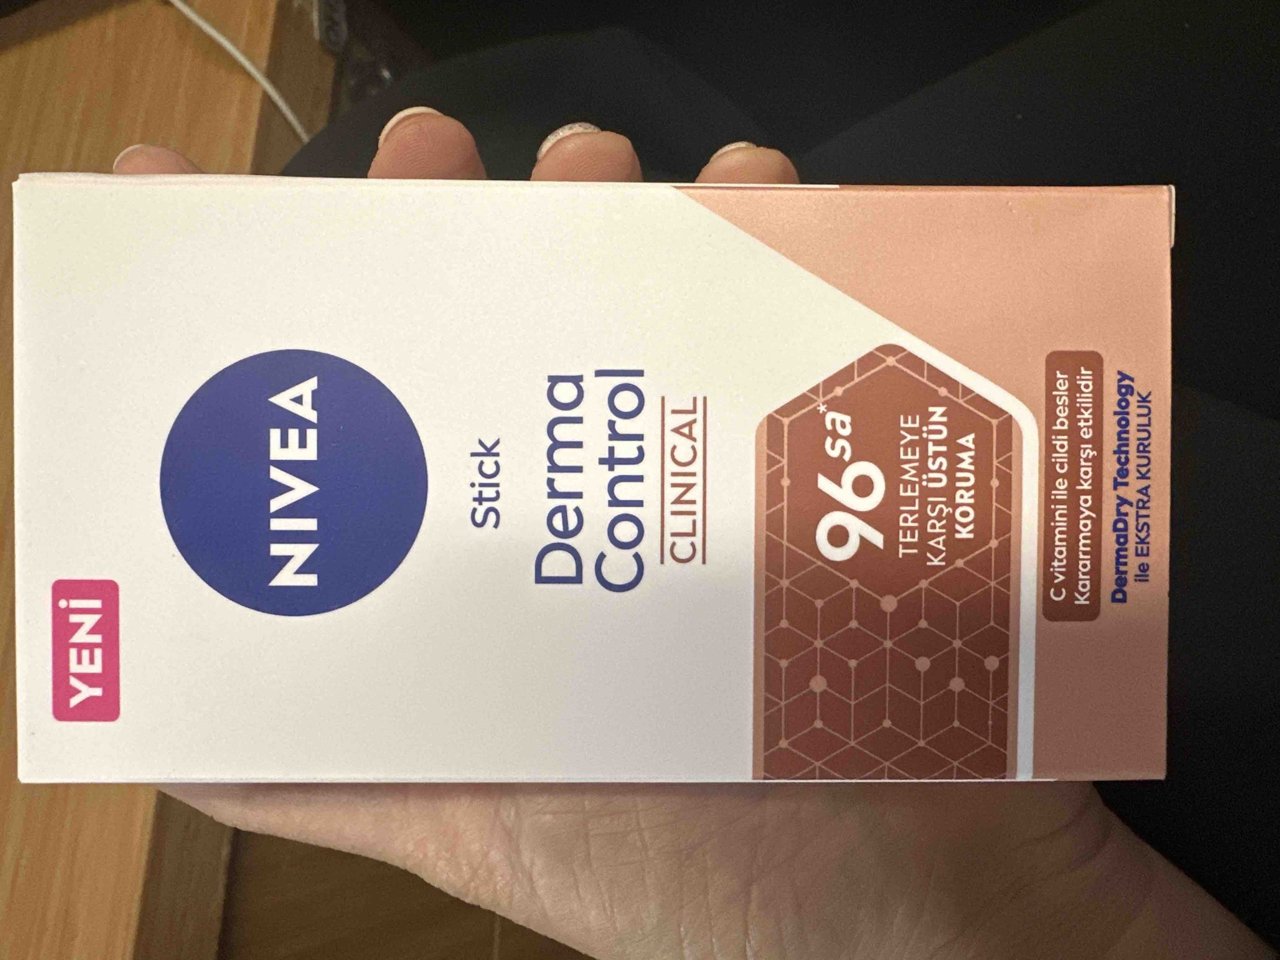 YENİ
NIVEA
Stick
Derma
Control
CLINICAL
96sa*
TERLEMEYE
KARŞI ÜSTÜN
KORUMA
C vitamini ile cildi besler
Kararmaya karşı etkilidir
DermaDry Technology
ile EKSTRA KURULUK